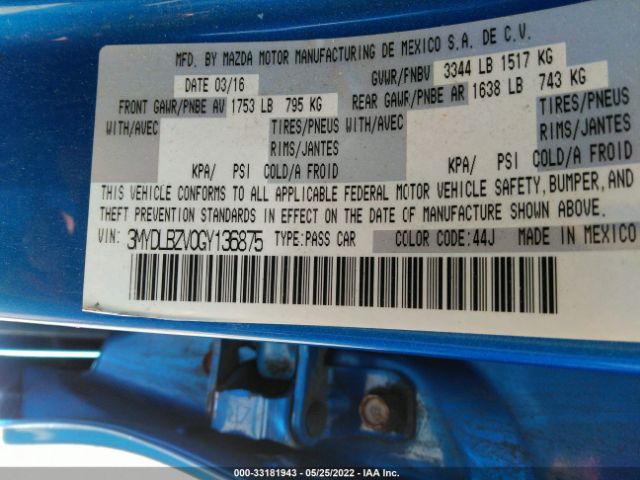 MFD. BY MAZDA MOTOR MANUFACTURING DE MEXICO S.A. DE C.V.
DATE 03/16 GVWR/PNBV 3344 LB 1517 KG
FRONT GAWR/PNBE AV 1753 LB 795 KG REAR GAWR/PNBE AR 1638 LB 743 KG
WITH/AVEC TIRES/PNEUS WITH/AVEC TIRES/PNEUS
RIMS/JANTES RIMS/JANTES
KPA/ PSI COLD/A FROID KPA/ PSI COLD/A FROID
THIS VEHICLE CONFORMS TO ALL APPLICABLE FEDERAL MOTOR VEHICLE SAFETY, BUMPER, AND
THEFT PREVENTION STANDARDS IN EFFECT ON THE DATE OF MANUFACTURE SHOWN ABOVE.
VIN: 3MYDLBZV0GY136875 TYPE:PASS CAR COLOR CODE:44J MADE IN MEXICO
000-33181943 - 05/25/2022 - IAA Inc.